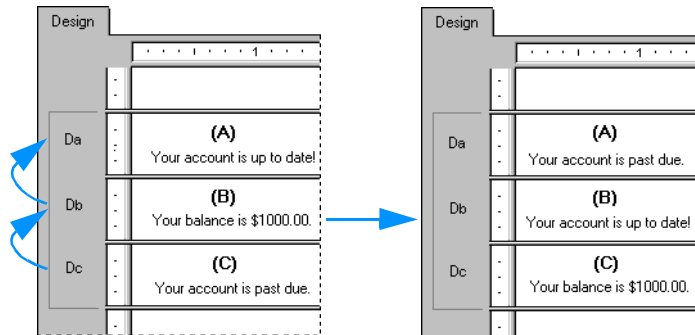 Design
1
Da
(A)
Your account is up to date!
Db
(B)
Your balance is $1000.00.
Dc
(C)
Your account is past due.
Design
1
Da
(A)
Your account is past due.
Db
(B)
Your account is up to date!
Dc
(C)
Your balance is $1000.00.